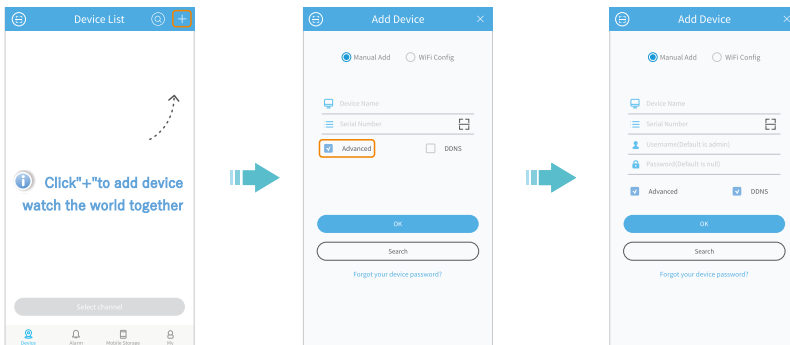 Device List
Click"+"to add device
watch the world together
Select channel
Device
Alarm
Mobile Storage
Me
Add Device
Manual Add
WiFi Config
Device Name
Serial Number
Advanced
DDNS
OK
Search
Forgot your device password?
Add Device
Manual Add
WiFi Config
Device Name
Serial Number
Username(Default is admin)
Password(Default is null)
Advanced
DDNS
OK
Search
Forgot your device password?